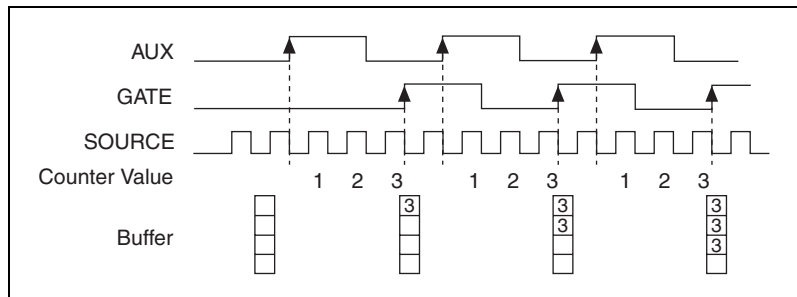 AUX
GATE
SOURCE
Counter Value 1 2 3 1 2 3 1 2 3
Buffer
3 3 3
3 3
3